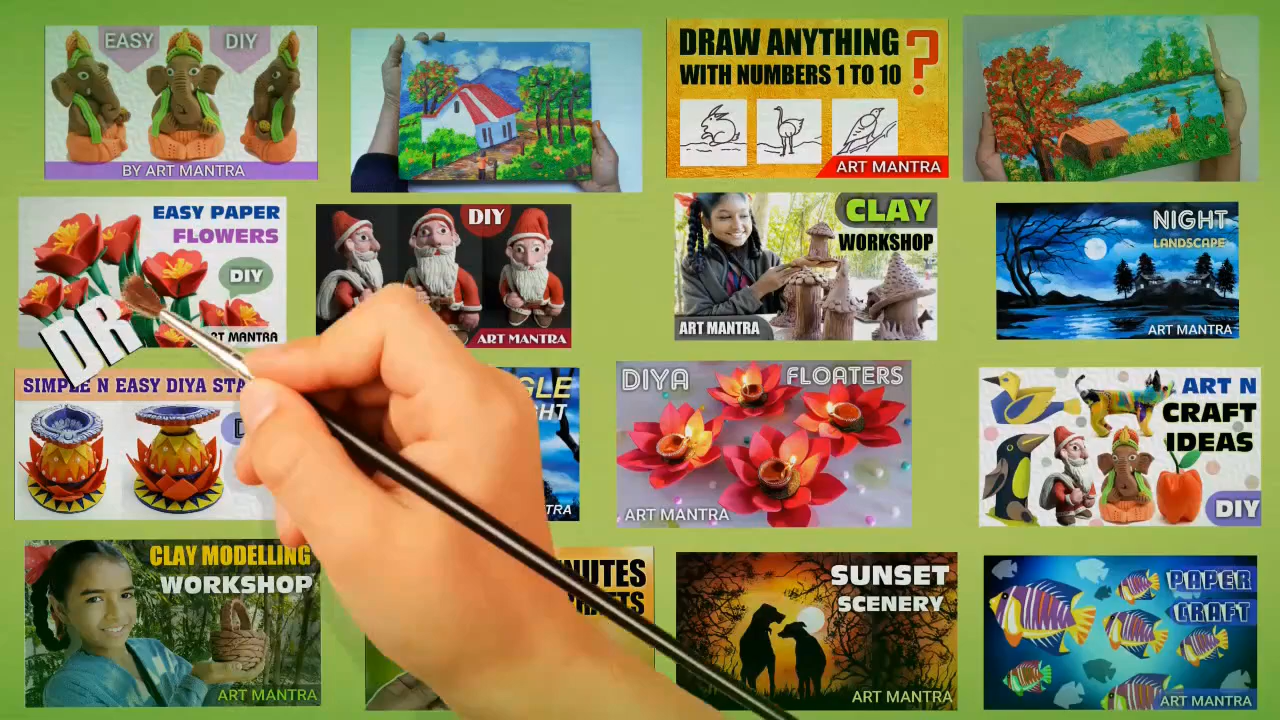 EASY DIY
BY ART MANTRA
DRAW ANYTHING
WITH NUMBERS 1 TO 10 ?
ART MANTRA
EASY PAPER
FLOWERS
DIY
ART MANTRA
DIY
ART MANTRA
CLAY
WORKSHOP
ART MANTRA
NIGHT
LANDSCAPE
ART MANTRA
DR
SIMPLE N EASY DIYA
DIYA FLOATERS
ART MANTRA
ART N
CRAFT
IDEAS
DIY
CLAY MODELLING
WORKSHOP
ART MANTRA
SUNSET
SCENERY
ART MANTRA
PAPER
CRAFT
ART MANTRA